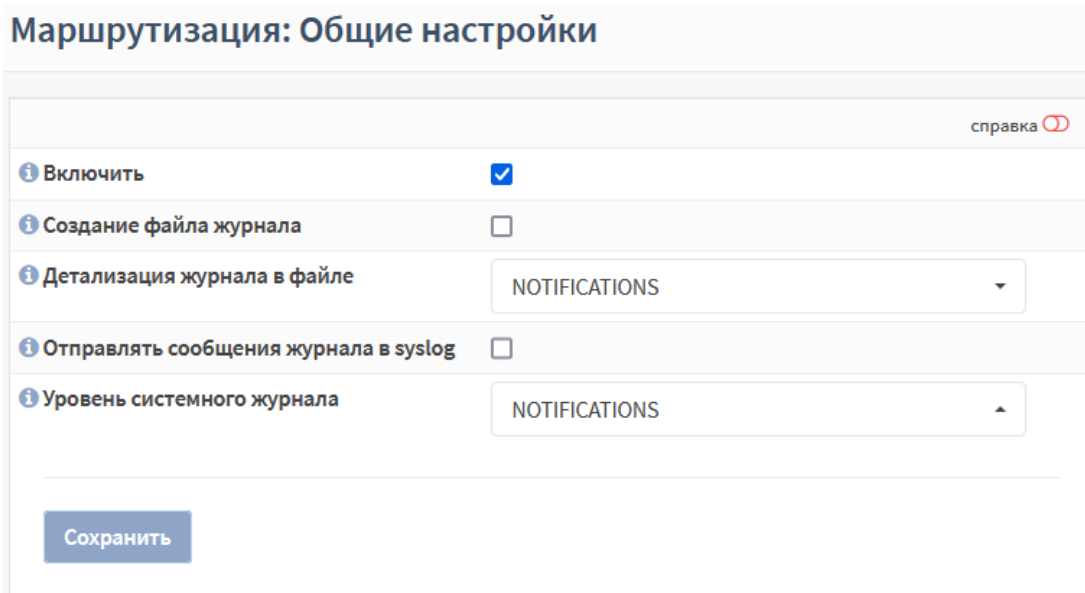 Маршрутизация: Общие настройки
справка
Включить
Создание файла журнала
Детализация журнала в файле
NOTIFICATIONS
Отправлять сообщения журнала в syslog
Уровень системного журнала
NOTIFICATIONS
Сохранить